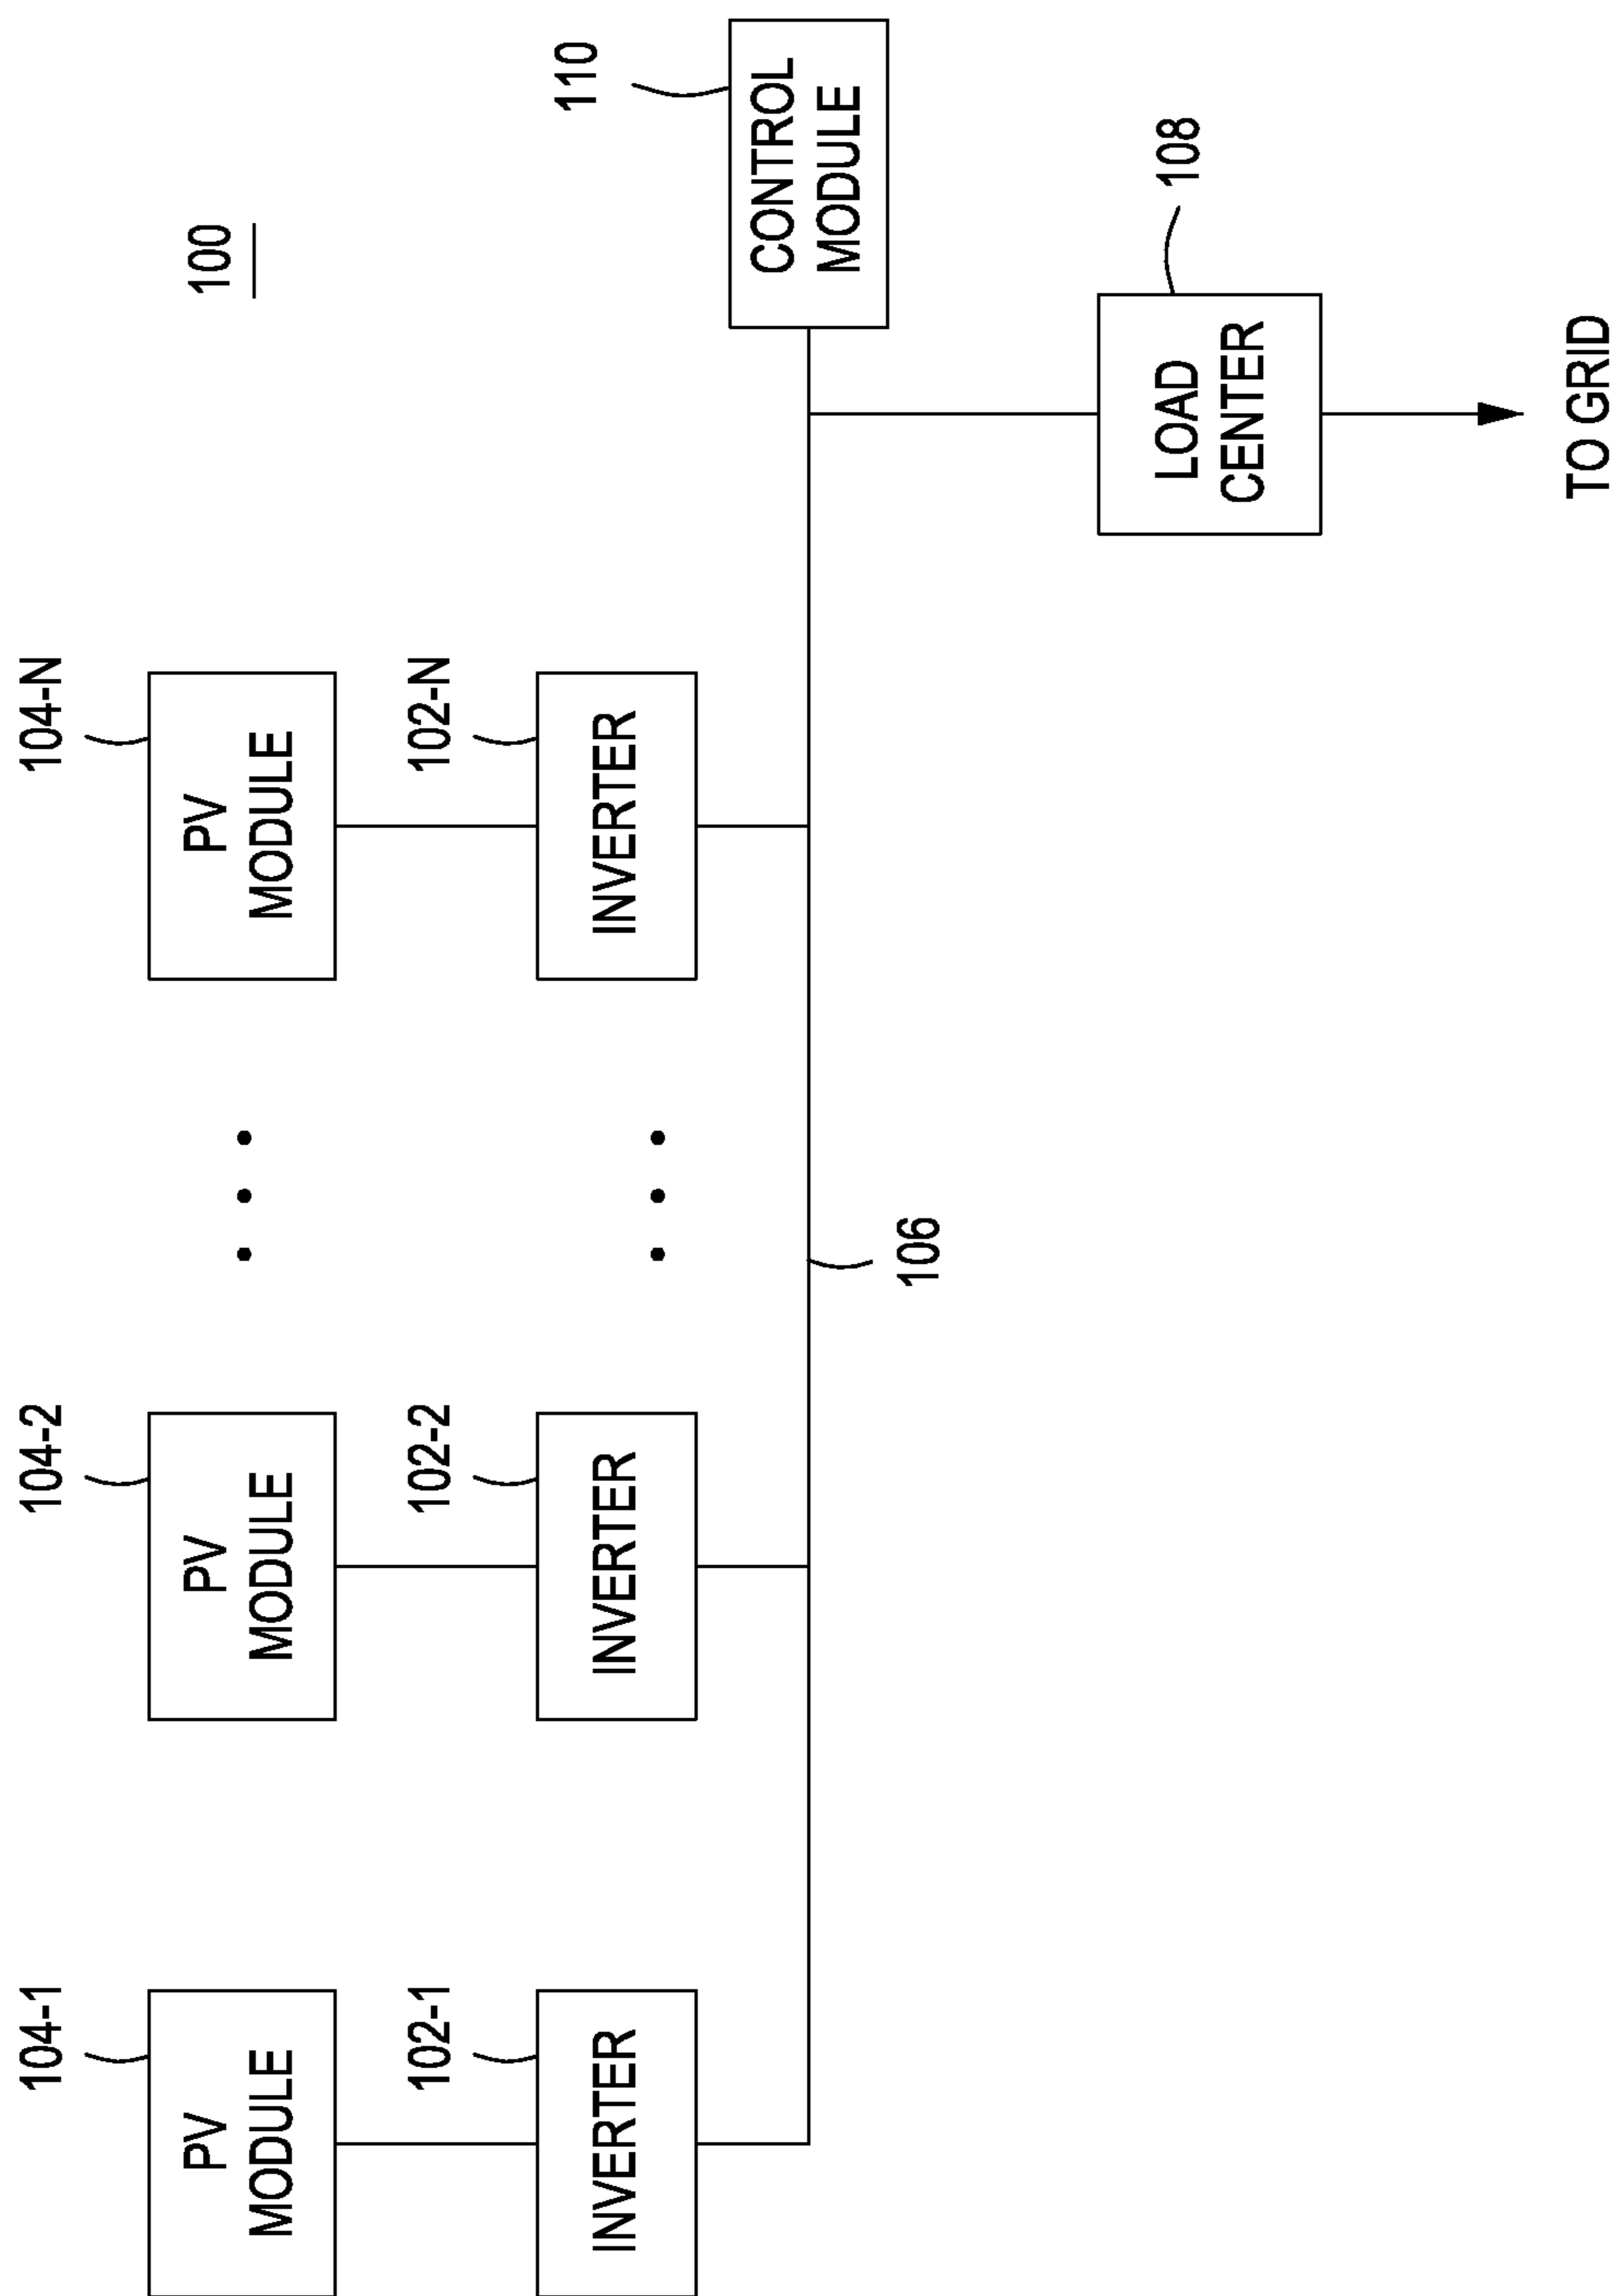 100
104-1
104-2
104-N
PV
MODULE
PV
MODULE
PV
MODULE
102-1
102-2
102-N
INVERTER
INVERTER
INVERTER
110
CONTROL
MODULE
106
108
LOAD
CENTER
TO GRID